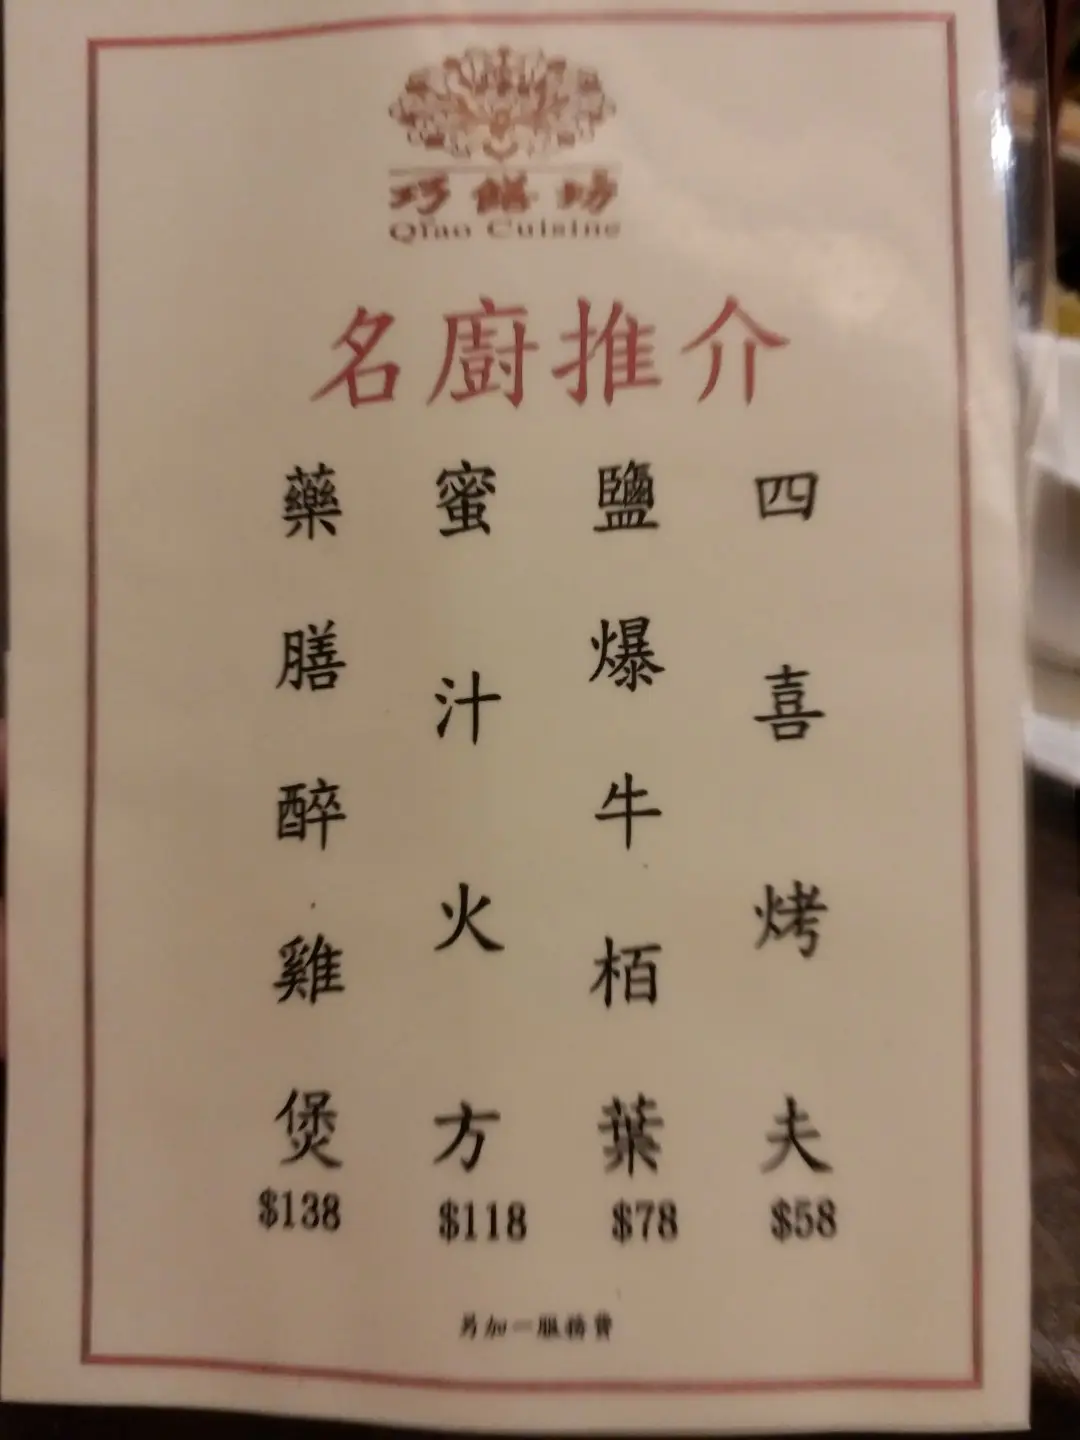 巧饍坊
Qiao Cuisine
名廚推介
四喜烤夫
$58
鹽爆牛栢葉
$78
蜜汁火方
$118
藥膳醉雞煲
$138
另加一服務費